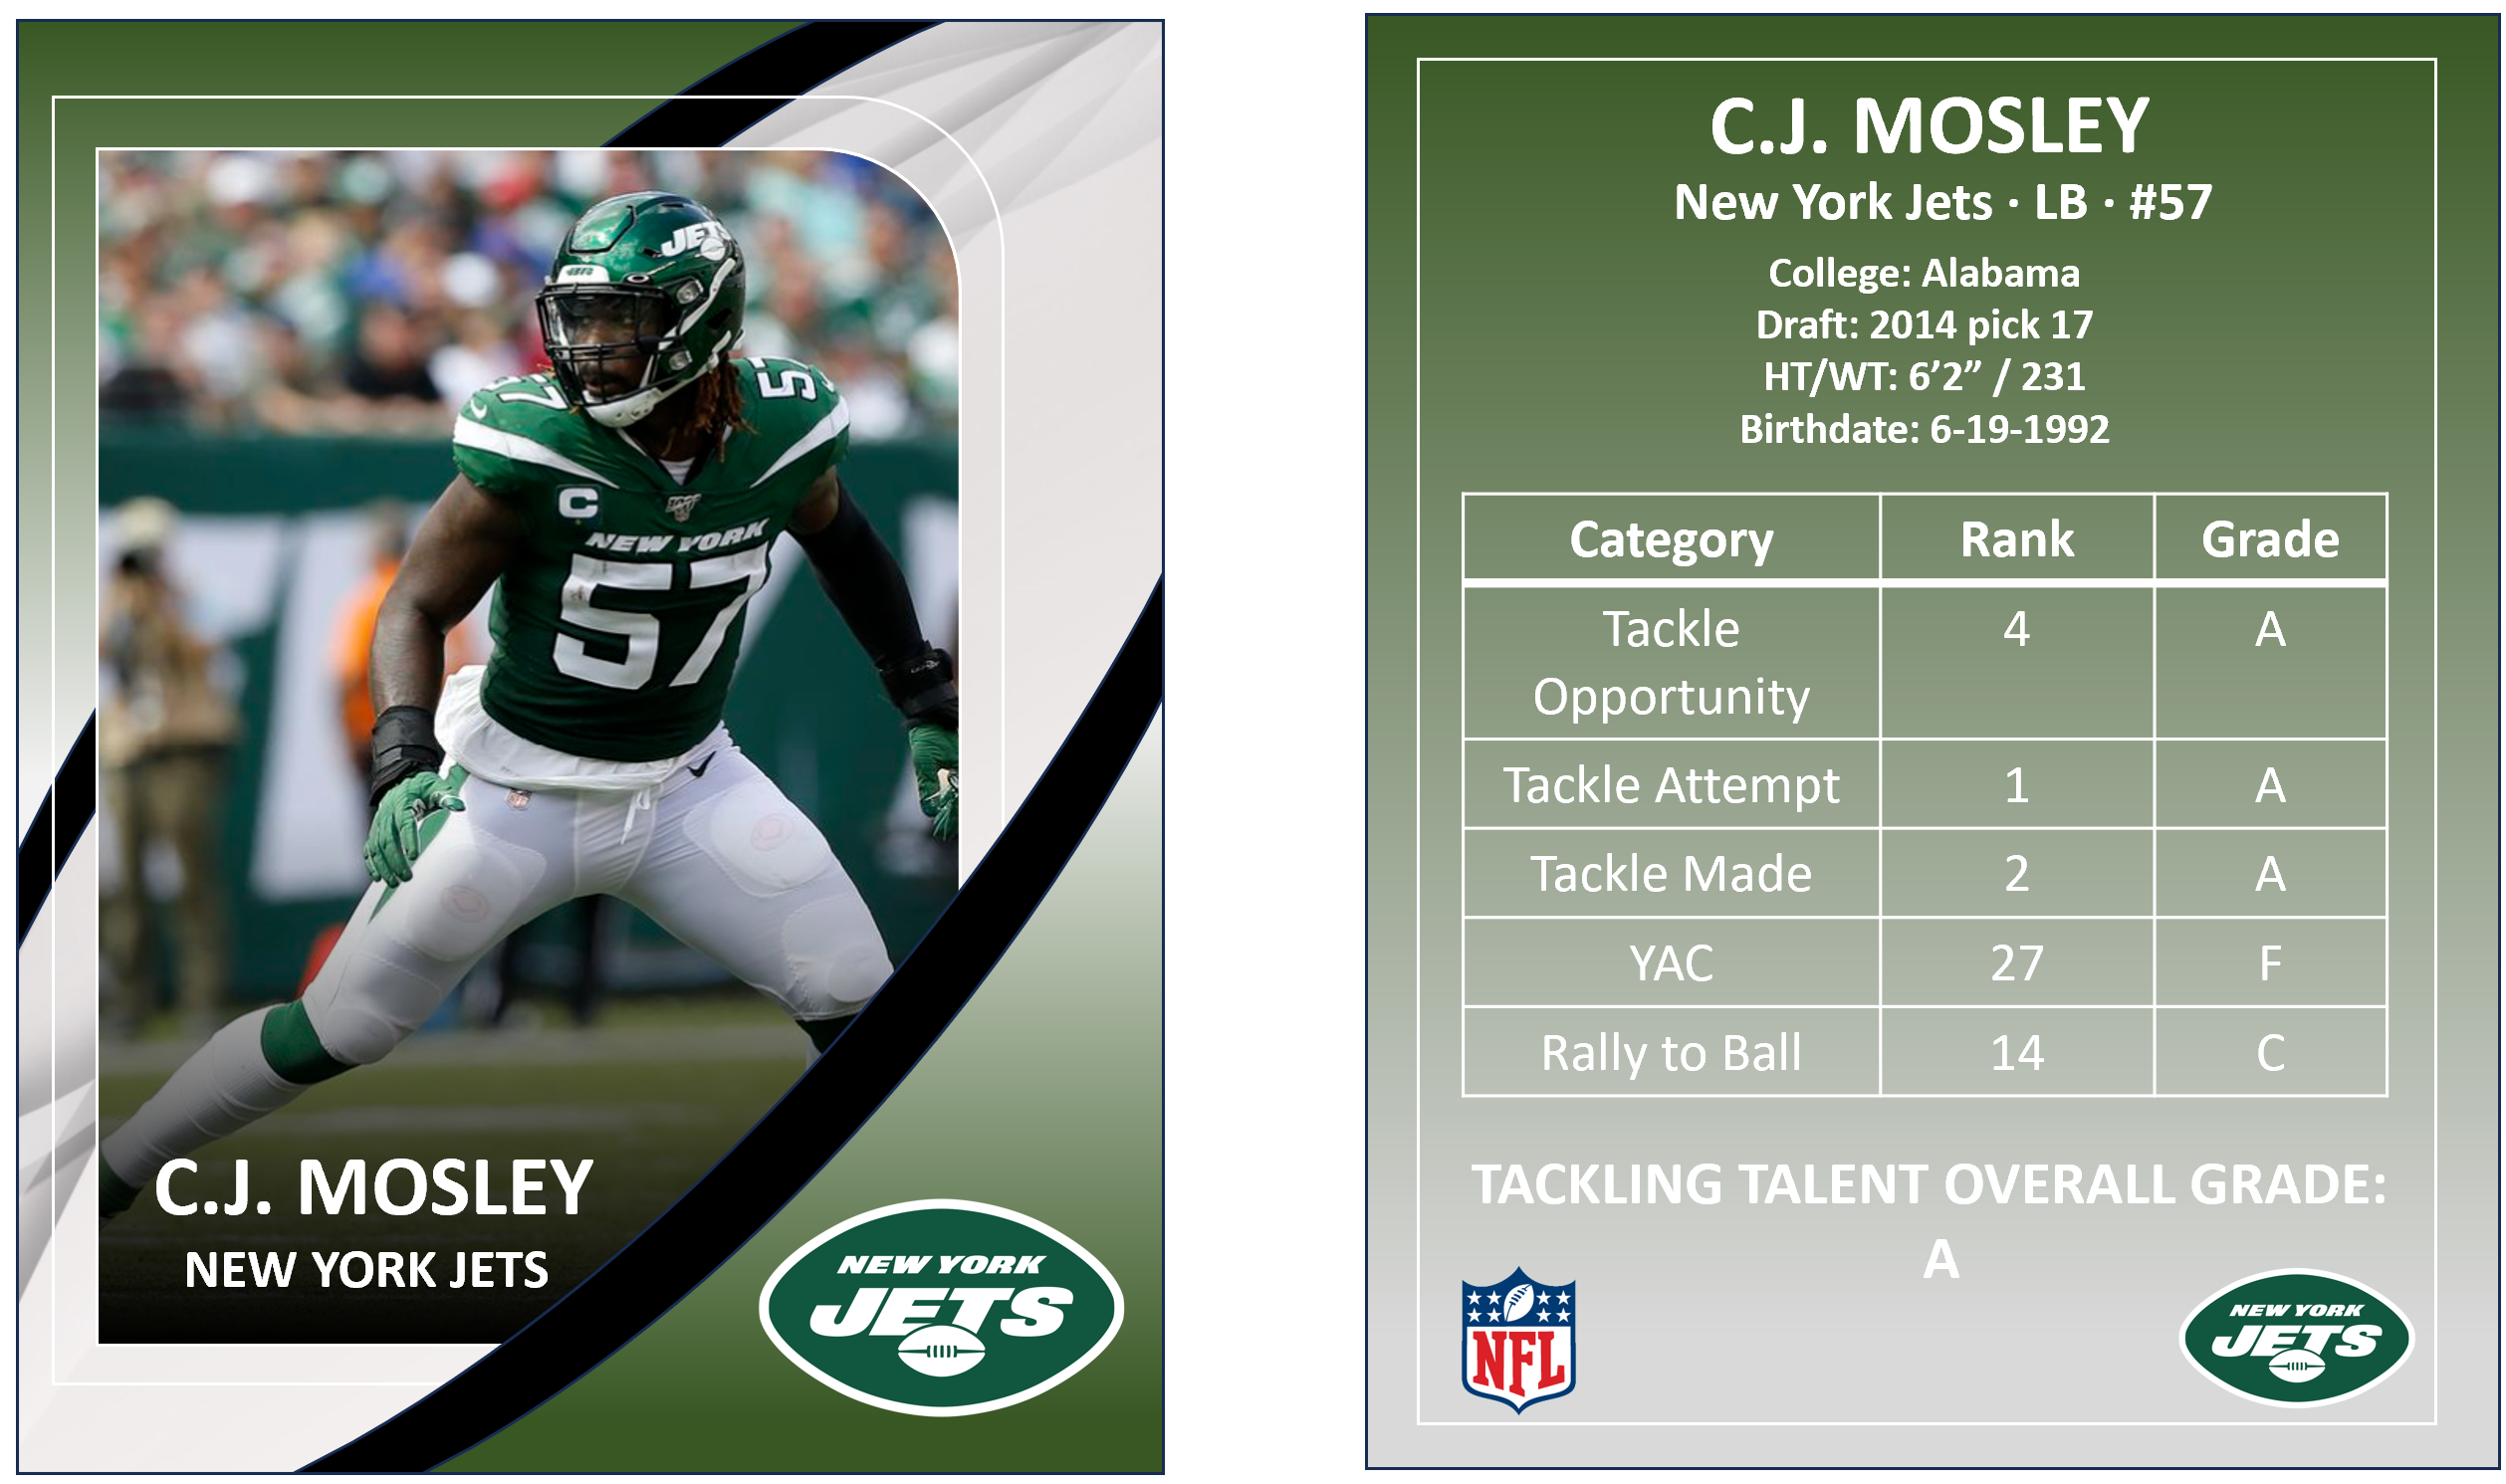 JETS
57
57
C
NEW YORK
57
C.J. MOSLEY
NEW YORK JETS
NEW YORK
JETS
C.J. MOSLEY
New York Jets · LB · #57
College: Alabama
Draft: 2014 pick 17
HT/WT: 6’2” / 231
Birthdate: 6-19-1992
Category Rank Grade
Tackle 4 A
Opportunity
Tackle Attempt 1 A
Tackle Made 2 A
YAC 27 F
Rally to Ball 14 C
TACKLING TALENT OVERALL GRADE:
A
NFL
NEW YORK
JETS